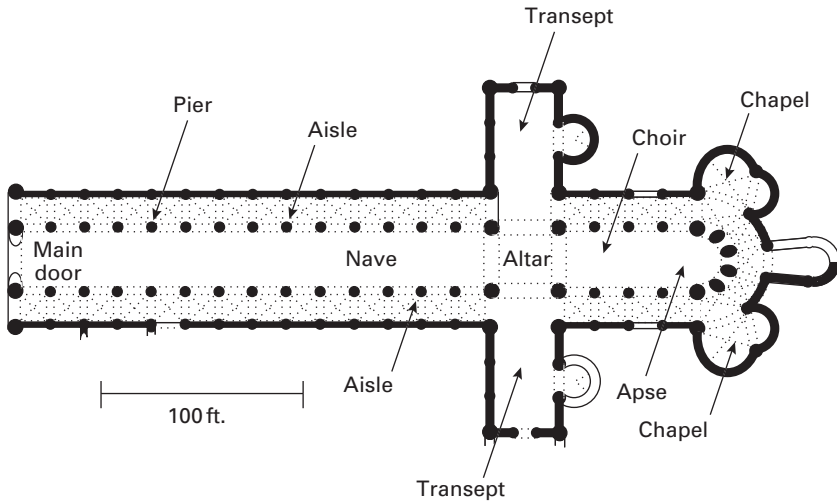 Transept
Pier
Aisle
Choir
Chapel
Main
door
Nave
Altar
Aisle
100 ft.
Apse
Chapel
Transept